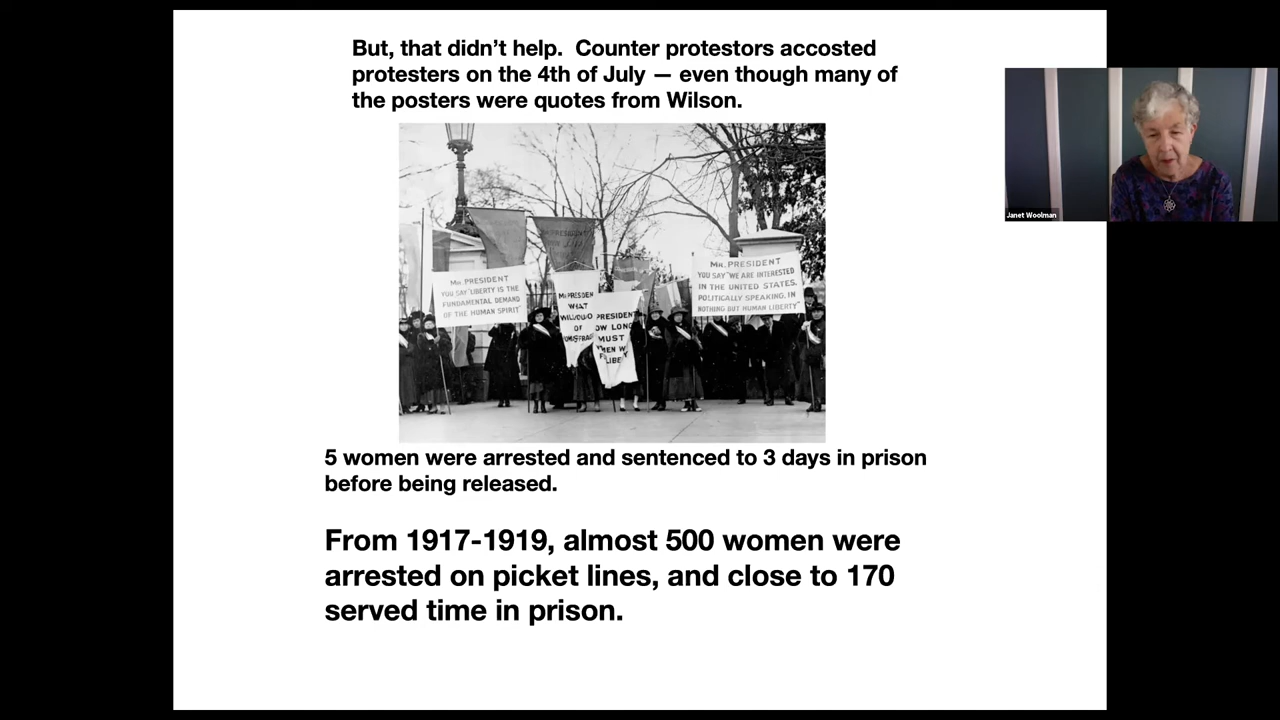 But, that didn’t help.  Counter protestors accosted
protesters on the 4th of July — even though many of
the posters were quotes from Wilson.
Janet Woolman
MR. PRESIDENT
YOU SAY "LIBERTY IS THE
FUNDAMENTAL DEMAND
OF THE HUMAN SPIRIT"
MR. PRESIDENT
WHAT
WILL YOU DO
PRESIDENT
LONG
MUST
MR. PRESIDENT
YOU SAY "WE ARE INTERESTED
IN THE UNITED STATES,
POLITICALLY SPEAKING, IN
NOTHING BUT HUMAN LIBERTY"
5 women were arrested and sentenced to 3 days in prison
before being released.
From 1917-1919, almost 500 women were
arrested on picket lines, and close to 170
served time in prison.